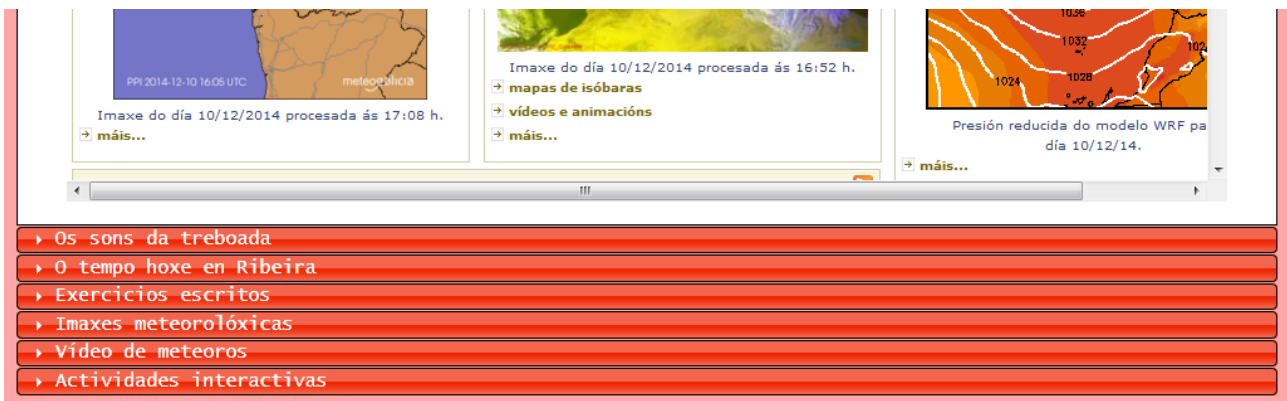 PPI 2014-12-10 16:05 UTC
meteogalicia
Imaxe do día 10/12/2014 procesada ás 17:08 h.
máis...
Imaxe do día 10/12/2014 procesada ás 16:52 h.
mapas de isóbaras
vídeos e animacións
máis...
1036
1032
1024
1028
Presión reducida do modelo WRF pa
día 10/12/14.
máis...
Os sons da treboada
O tempo hoxe en Ribeira
Exercicios escritos
Imaxes meteorolóxicas
Vídeo de meteoros
Actividades interactivas